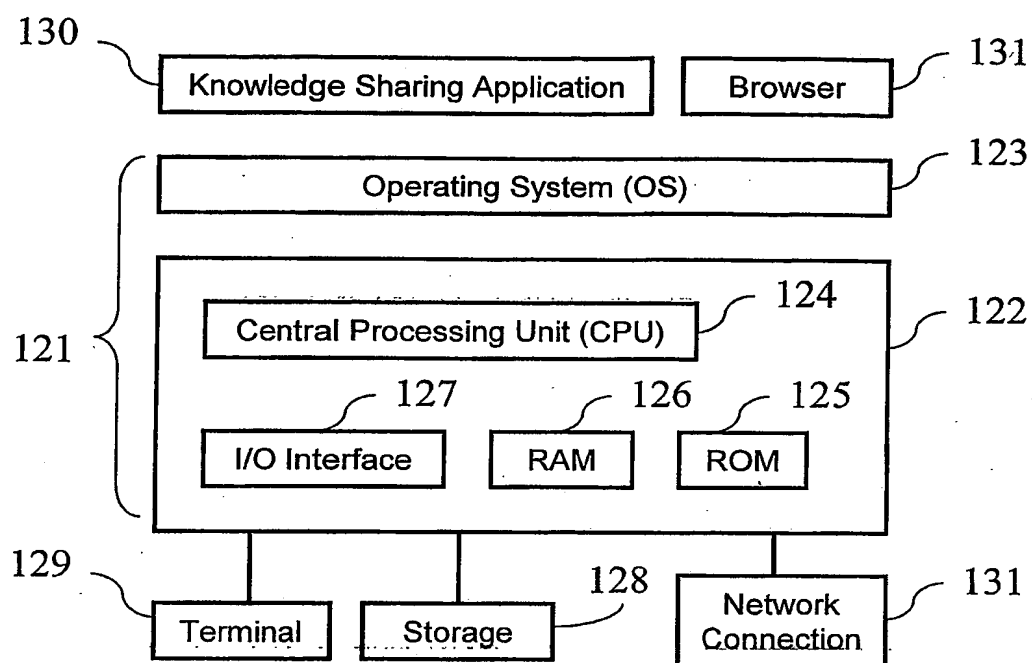 130
131
Knowledge Sharing Application
Browser
123
Operating System (OS)
124
Central Processing Unit (CPU)
122
121
127
126
125
I/O Interface
RAM
ROM
129
128
131
Terminal
Storage
Network
Connection